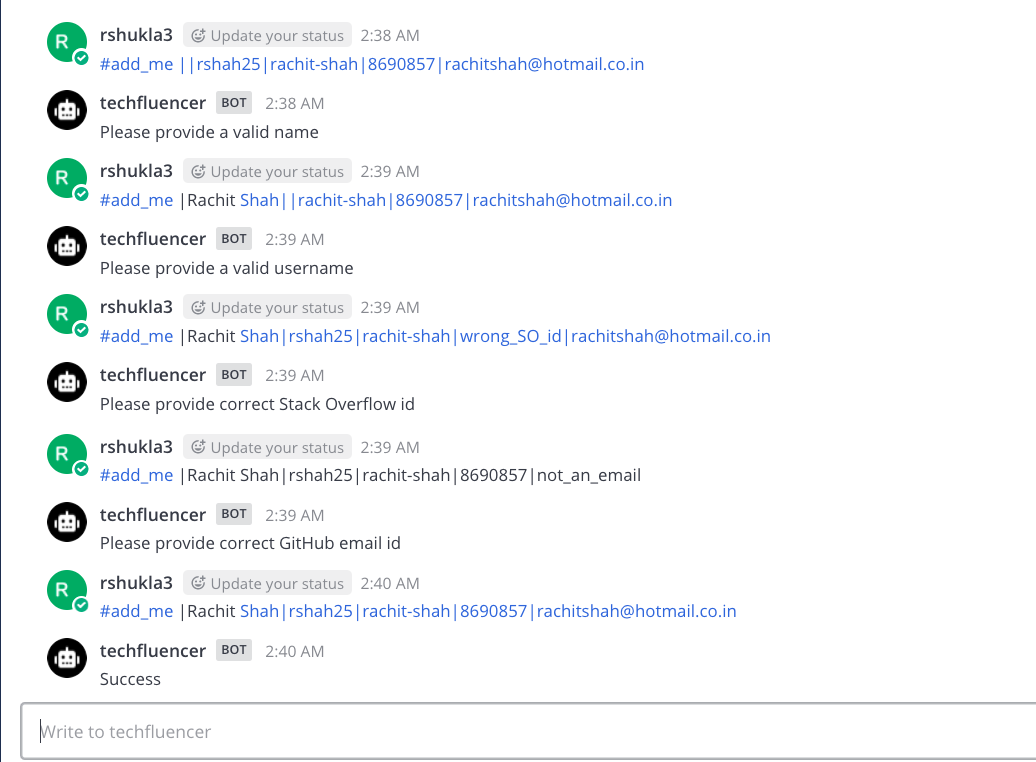 R rshukla3 Update your status 2:38 AM
#add_me ||rshah25|rachit-shah|8690857|rachitshah@hotmail.co.in
techfluencer BOT 2:38 AM
Please provide a valid name
R rshukla3 Update your status 2:39 AM
#add_me |Rachit Shah||rachit-shah|8690857|rachitshah@hotmail.co.in
techfluencer BOT 2:39 AM
Please provide a valid username
R rshukla3 Update your status 2:39 AM
#add_me |Rachit Shah|rshah25|rachit-shah|wrong_SO_id|rachitshah@hotmail.co.in
techfluencer BOT 2:39 AM
Please provide correct Stack Overflow id
R rshukla3 Update your status 2:39 AM
#add_me |Rachit Shah|rshah25|rachit-shah|8690857|not_an_email
techfluencer BOT 2:39 AM
Please provide correct GitHub email id
R rshukla3 Update your status 2:40 AM
#add_me |Rachit Shah|rshah25|rachit-shah|8690857|rachitshah@hotmail.co.in
techfluencer BOT 2:40 AM
Success
Write to techfluencer